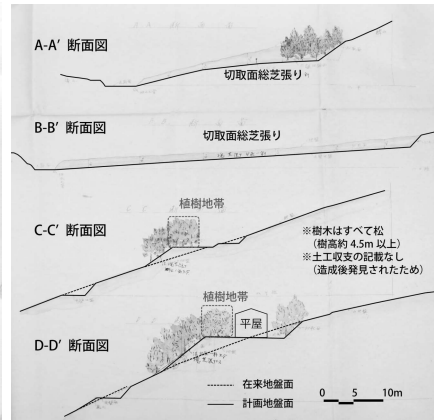 A-A’ 断面図
切取面総芝張り
B-B’ 断面図
切取面総芝張り
植樹地帯
C-C’ 断面図
※樹木はすべて松
(樹高約 4.5m 以上)
※土工収支の記載なし
(造成後発見されたため)
植樹地帯
平屋
D-D’ 断面図
在来地盤面
計画地盤面
0 5 10m